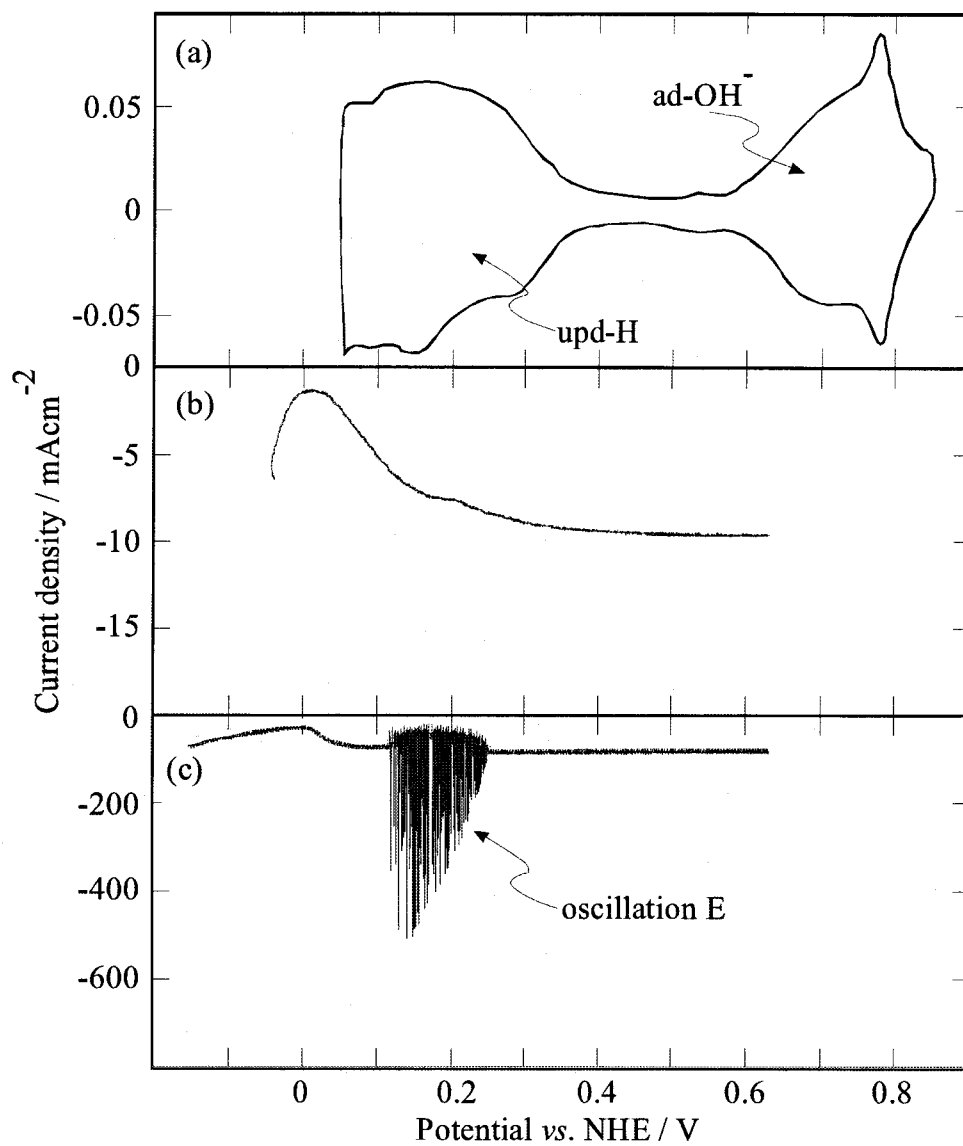 (a)
0.05
0
-0.05
0
ad-OH⁻
upd-H
(b)
-5
-10
-15
0
(c)
-200
-400
-600
oscillation E
Current density / mAcm⁻²
0
0.2
0.4
0.6
0.8
Potential vs. NHE / V